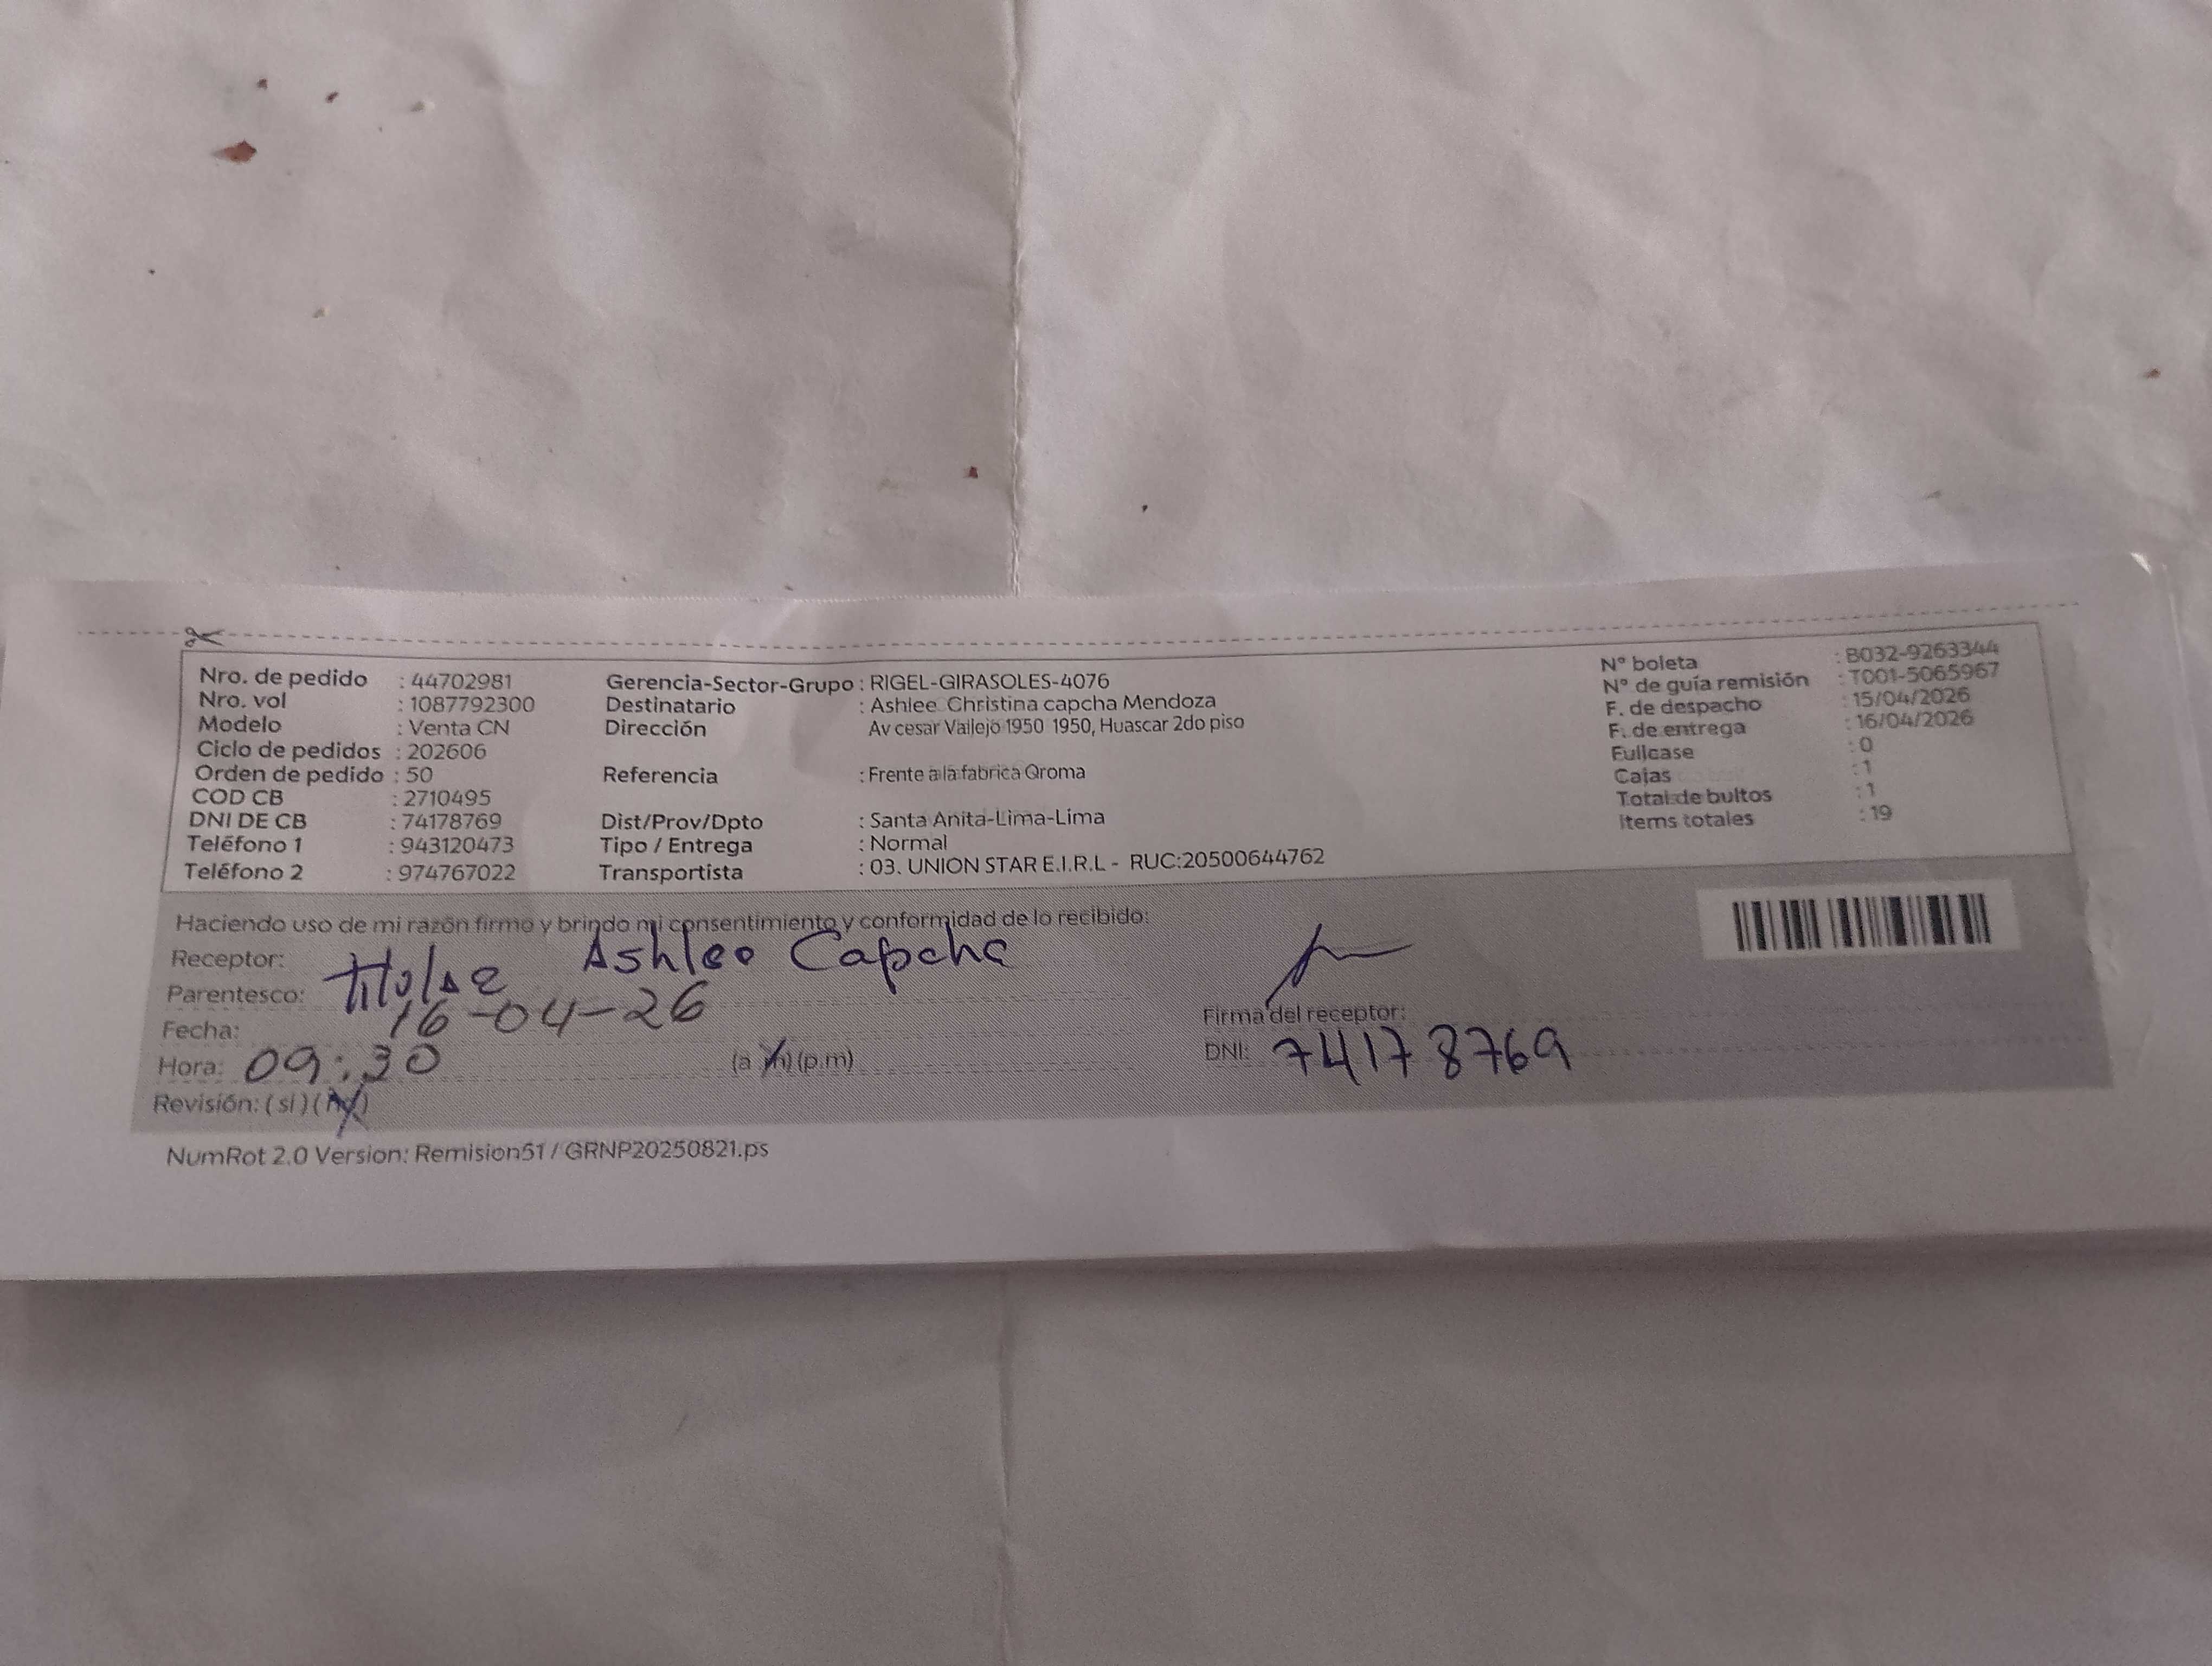 Nro. de pedido : 44702981
Nro. vol : 1087792300
Modelo : Venta CN
Ciclo de pedidos : 202606
Orden de pedido : 50
COD CB : 2710495
DNI DE CB : 74178769
Teléfono 1 : 943120473
Teléfono 2 : 974767022
Gerencia-Sector-Grupo : RIGEL-GIRASOLES-4076
Destinatario : Ashlee Christina capcha Mendoza
Dirección Av cesar Vallejo 1950 1950, Huascar 2do piso
Referencia : Frente a la fabrica Qroma
Dist/Prov/Dpto : Santa Anita-Lima-Lima
Tipo / Entrega : Normal
Transportista : 03. UNION STAR E.I.R.L - RUC:20500644762
N° boleta : B032-9263344
N° de guía remisión : T001-5065967
F. de despacho : 15/04/2026
F. de entrega : 16/04/2026
Fullcase : 0
Cajas : 1
Total de bultos : 1
Items totales : 19
Haciendo uso de mi razón firmo y brindo mi consentimiento y conformidad de lo recibido:
Receptor: Ashlee Capcha
Parentesco: titular
Fecha: 16-04-26
Hora: 09:30 (a.m) (p.m)
Revisión: ( si ) ( no )
Firma del receptor:
DNI: 74178769
NumRot 2.0 Version: Remision51 / GRNP20250821.ps